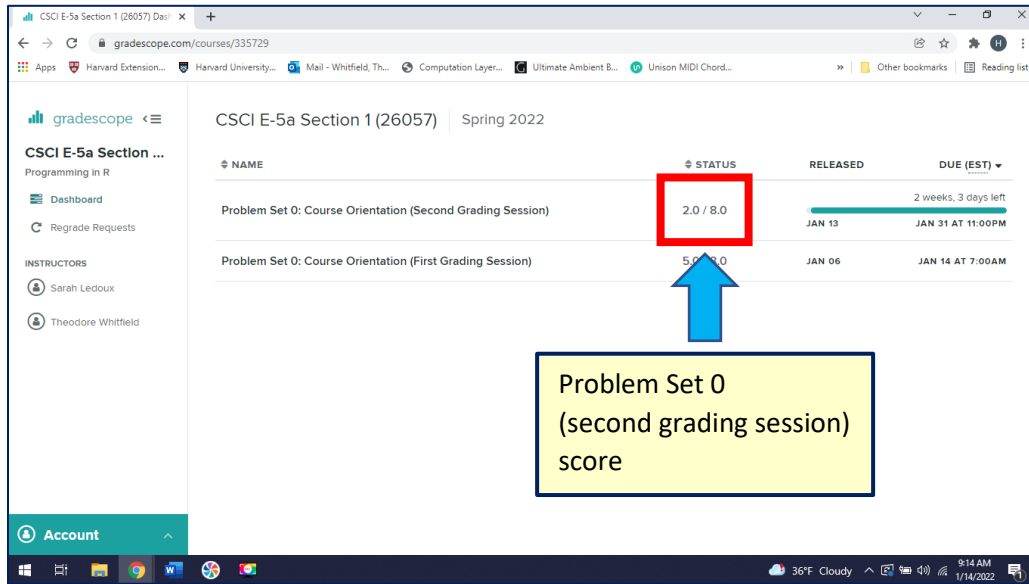 CSCI E-5a Section 1 (26057) Dash
gradescope.com/courses/335729
H
Apps Harvard Extension... Harvard University... Mail - Whitfield, Th... Computation Layer... Ultimate Ambient B... Unison MIDI Chord... » Other bookmarks Reading list
gradescope
CSCI E-5a Section ...
Programming in R
Dashboard
Regrade Requests
INSTRUCTORS
Sarah Ledoux
Theodore Whitfield
Account
CSCI E-5a Section 1 (26057) Spring 2022
NAME STATUS RELEASED DUE (EST)
2 weeks, 3 days left
Problem Set 0: Course Orientation (Second Grading Session) 2.0 / 8.0
JAN 13 JAN 31 AT 11:00PM
Problem Set 0: Course Orientation (First Grading Session) JAN 06 JAN 14 AT 7:00AM
Problem Set 0
(second grading session)
score
36°F Cloudy 9:14 AM
1/14/2022